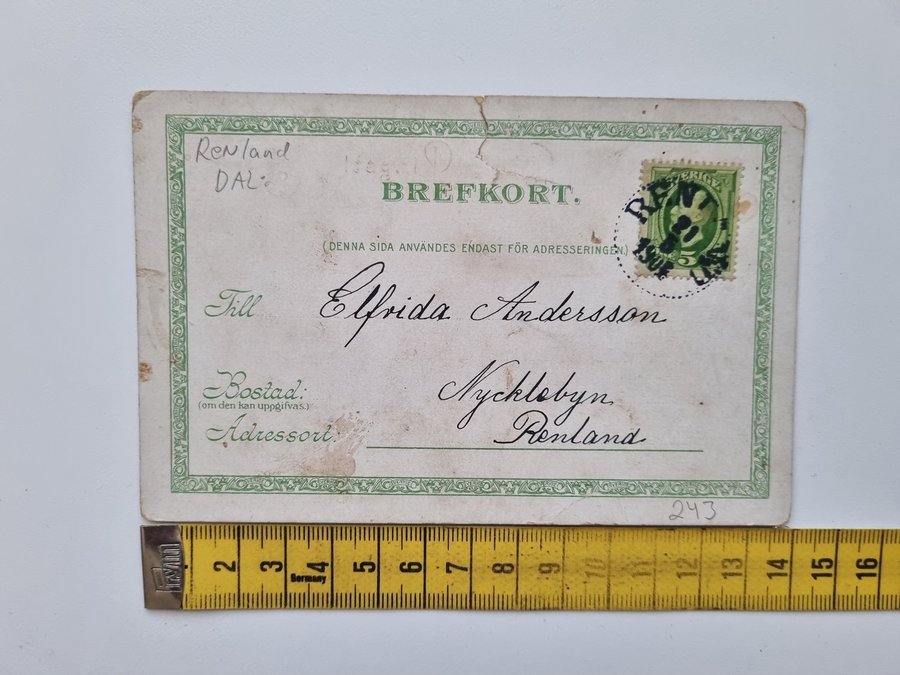 Renland
DAL:
BREFKORT.
SVERIGE
5
(DENNA SIDA ANVÄNDES ENDAST FÖR ADRESSERINGEN.)
Till
Elfrida Andersson
Bostad:
(om den kan uppgifvas.)
Nycklebyn
Adressort:
Renland
243
2 3 4 5 6 7 8 9 10 11 12 13 14 15 16
Germany